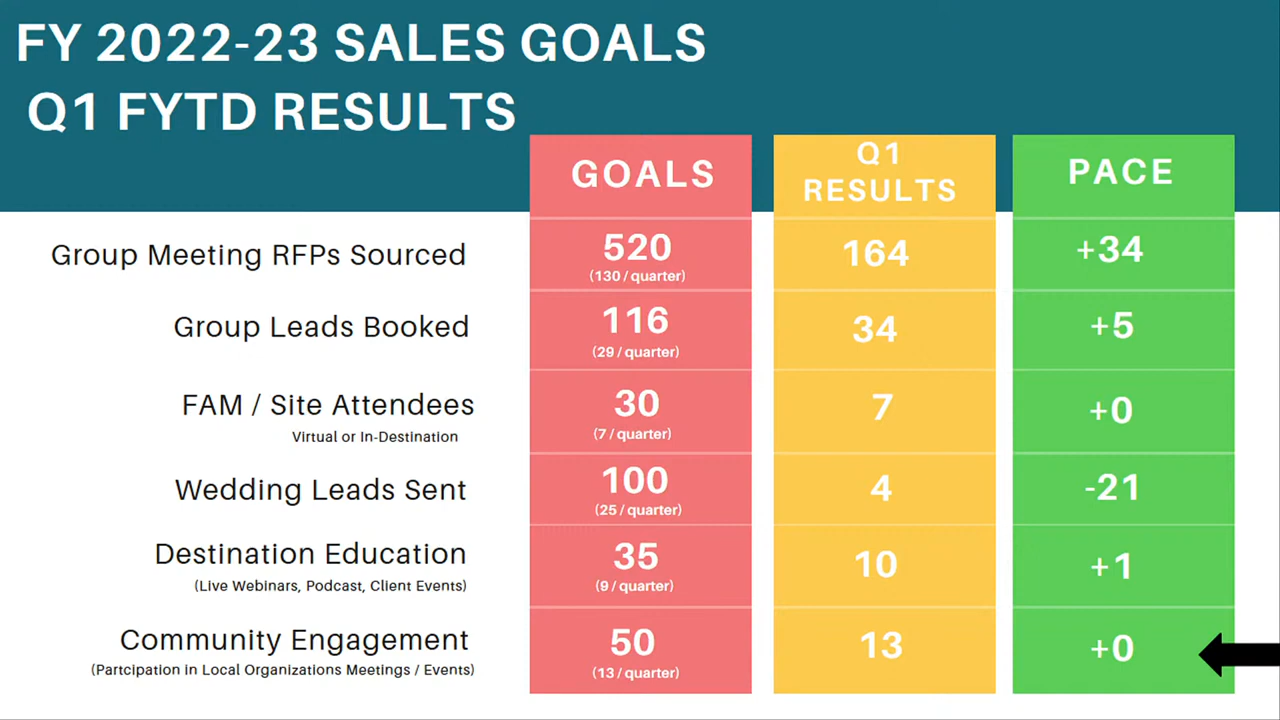 FY 2022-23 SALES GOALS
Q1 FYTD RESULTS
GOALS
Q1
RESULTS
PACE
Group Meeting RFPs Sourced
520
(130 / quarter)
164
+34
Group Leads Booked
116
(29 / quarter)
34
+5
FAM / Site Attendees
Virtual or In-Destination
30
(7 / quarter)
7
+0
Wedding Leads Sent
100
(25 / quarter)
4
-21
Destination Education
(Live Webinars, Podcast, Client Events)
35
(9 / quarter)
10
+1
Community Engagement
(Partcipation in Local Organizations Meetings / Events)
50
(13 / quarter)
13
+0